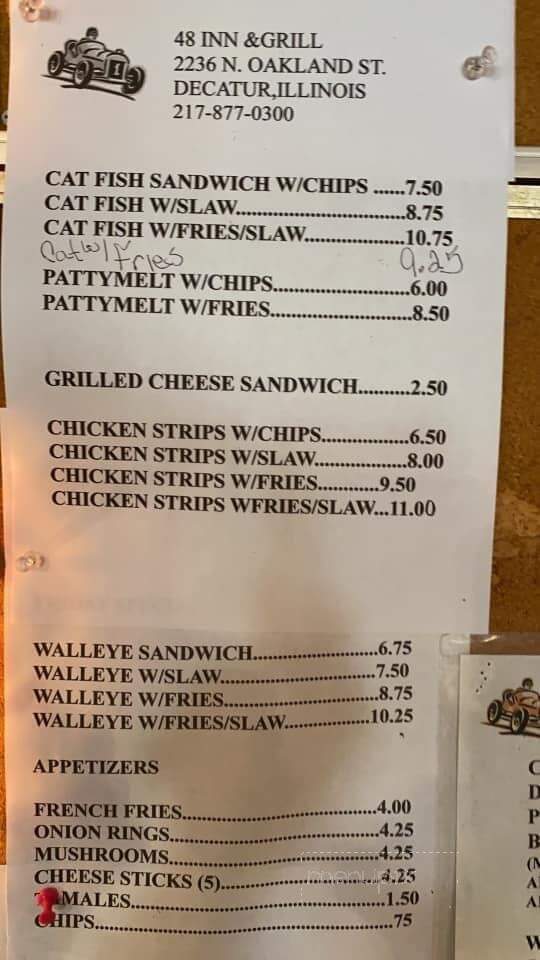 48 INN &GRILL
2236 N. OAKLAND ST.
DECATUR,ILLINOIS
217-877-0300
CAT FISH SANDWICH W/CHIPS ......7.50
CAT FISH W/SLAW..............................8.75
CAT FISH W/FRIES/SLAW..................10.75
Cat w/ fries 9.25
PATTYMELT W/CHIPS........................6.00
PATTYMELT W/FRIES.........................8.50
GRILLED CHEESE SANDWICH..........2.50
CHICKEN STRIPS W/CHIPS................6.50
CHICKEN STRIPS W/SLAW.................8.00
CHICKEN STRIPS W/FRIES............9.50
CHICKEN STRIPS WFRIES/SLAW...11.00
WALLEYE SANDWICH.......................6.75
WALLEYE W/SLAW............................7.50
WALLEYE W/FRIES............................8.75
WALLEYE W/FRIES/SLAW...............10.25
APPETIZERS
FRENCH FRIES...................................4.00
ONION RINGS.....................................4.25
MUSHROOMS.....................................4.25
CHEESE STICKS (5)............................4.25
MALES..............................................1.50
CHIPS....................................................75
C
D
P
B
(M
A
A
W